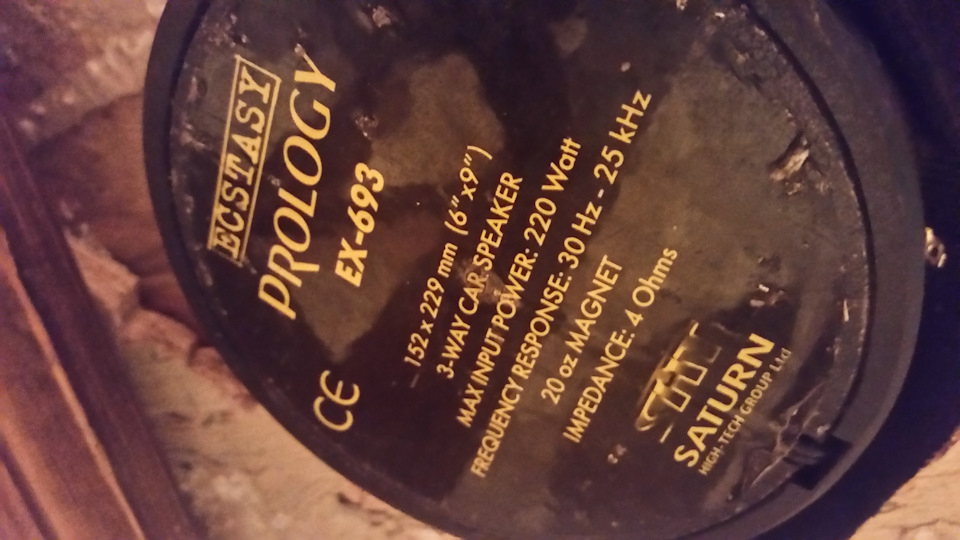 ECSTASY
PROLOGY
EX-693
152 x 229 mm (6"x9")
3-WAY CAR SPEAKER
MAX INPUT POWER: 220 Watt
FREQUENCY RESPONSE: 30 Hz - 25 kHz
20 oz MAGNET
IMPEDANCE: 4 Ohms
CE
SATURN
HIGH-TECH GROUP Ltd